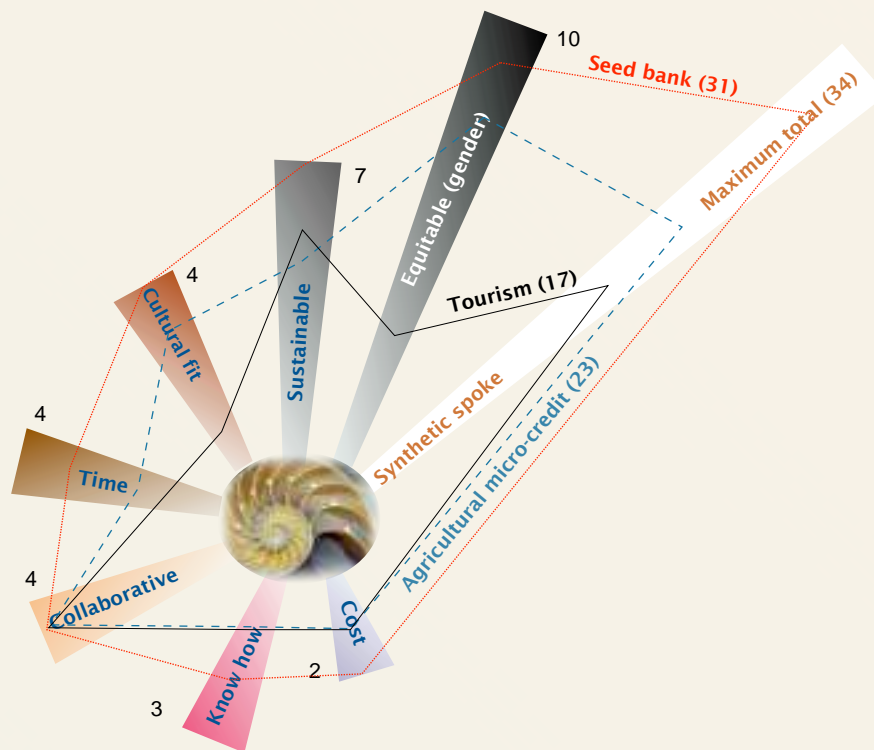 10
Seed bank (31)
Maximum total (34)
7
Equitable (gender)
4
Cultural fit
Sustainable
Tourism (17)
Synthetic spoke
Agricultural micro-credit (23)
4
Time
4
Collaborative
Know how
3
Cost
2